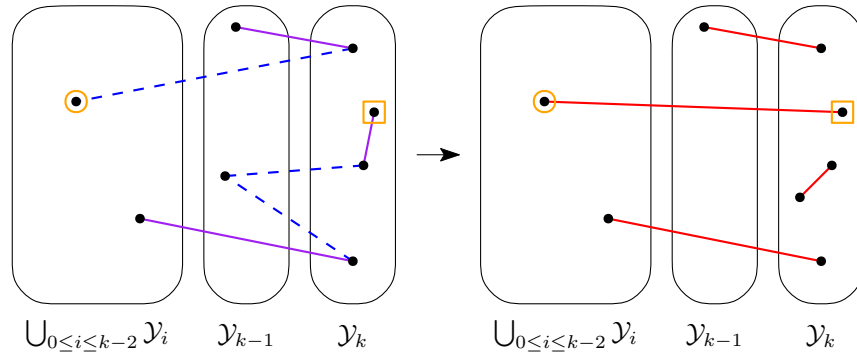 ⋃_{0≤i≤k−2} 𝒴_i 𝒴_{k−1} 𝒴_k ⋃_{0≤i≤k−2} 𝒴_i 𝒴_{k−1} 𝒴_k